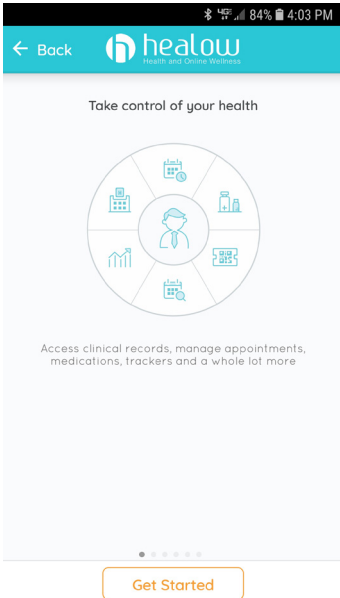 4G 84% 4:03 PM
Back
healow
Health and Online Wellness
Take control of your health
Access clinical records, manage appointments,
medications, trackers and a whole lot more
Get Started